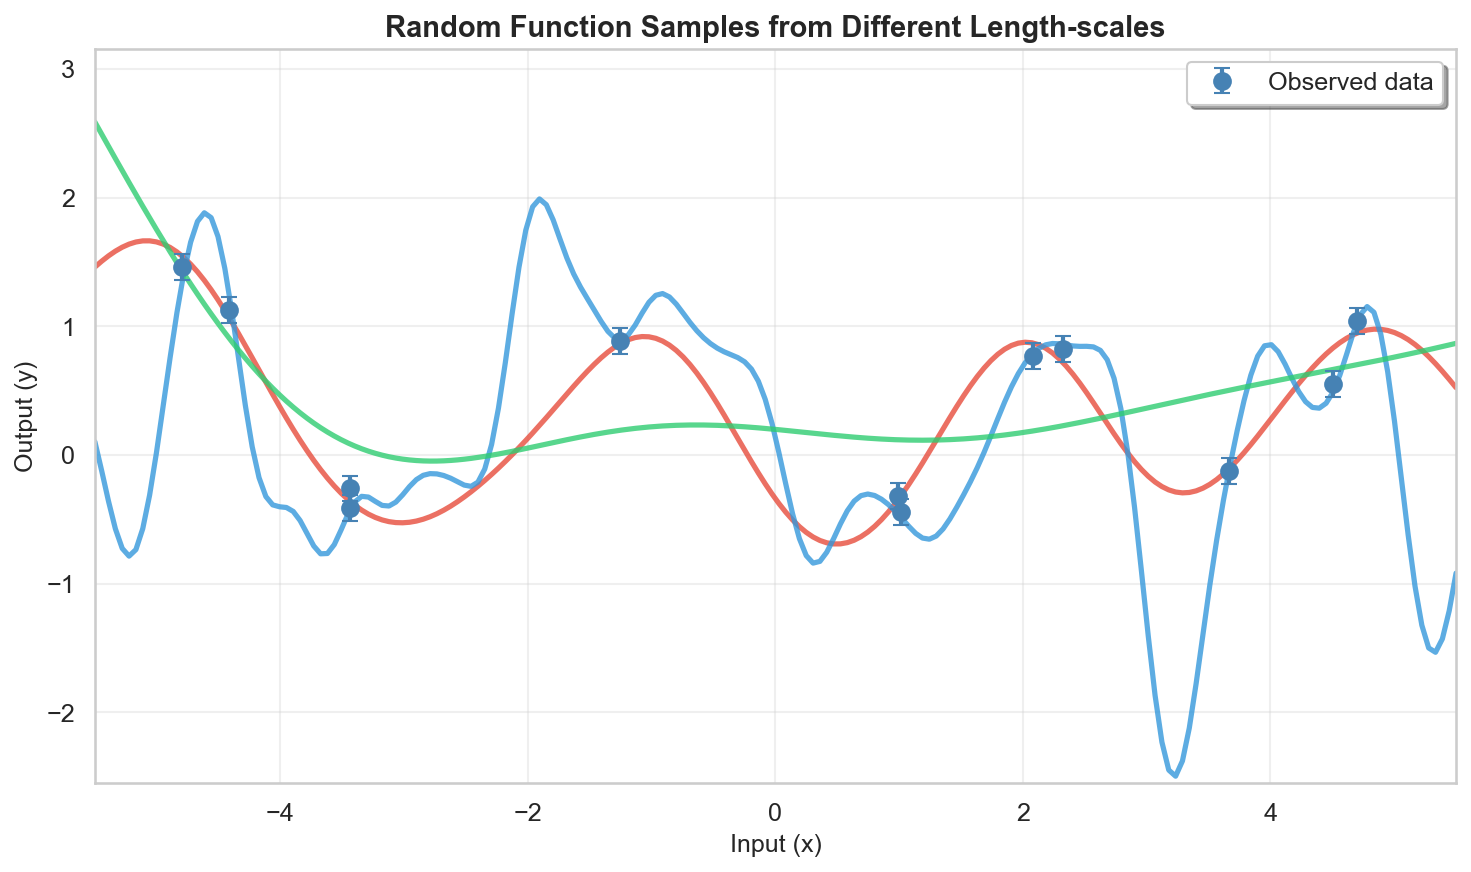 Random Function Samples from Different Length-scales
Observed data
3
2
1
0
−1
−2
Output (y)
−4
−2
0
2
4
Input (x)